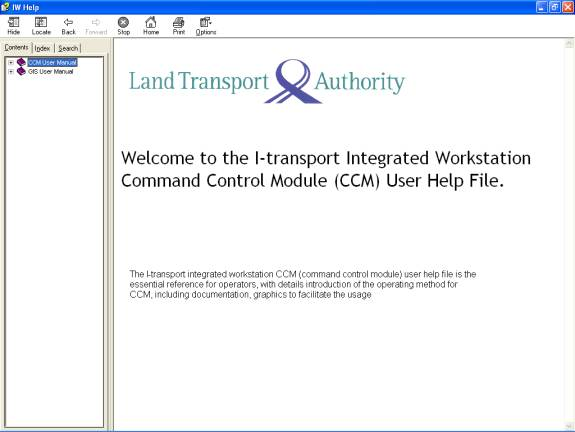 IW Help
Hide Locate Back Forward Stop Home Print Options
Contents Index Search
CCM User Manual
GIS User Manual
Land Transport Authority
Welcome to the I-transport Integrated Workstation
Command Control Module (CCM) User Help File.
The I-transport integrated workstation CCM (command control module) user help file is the
essential reference for operators, with details introduction of the operating method for
CCM, including documentation, graphics to facilitate the usage